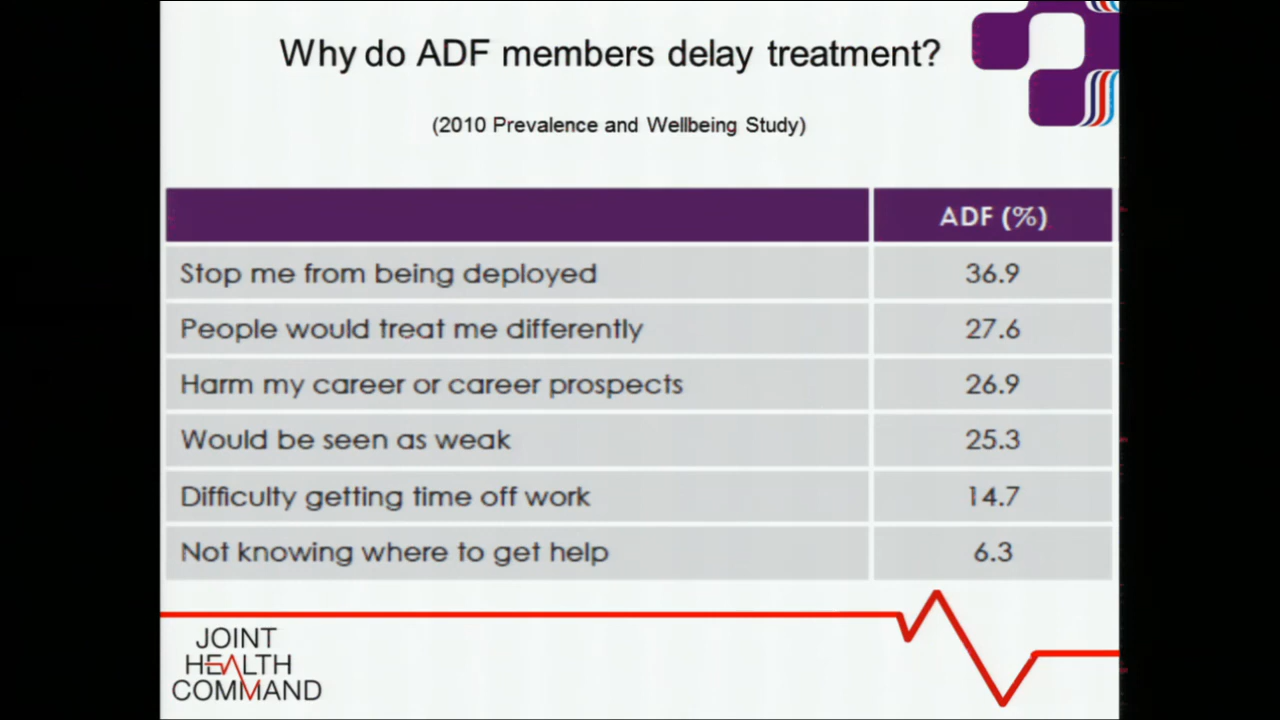 Why do ADF members delay treatment?
(2010 Prevalence and Wellbeing Study)
ADF (%)
Stop me from being deployed 36.9
People would treat me differently 27.6
Harm my career or career prospects 26.9
Would be seen as weak 25.3
Difficulty getting time off work 14.7
Not knowing where to get help 6.3
JOINT
HEALTH
COMMAND